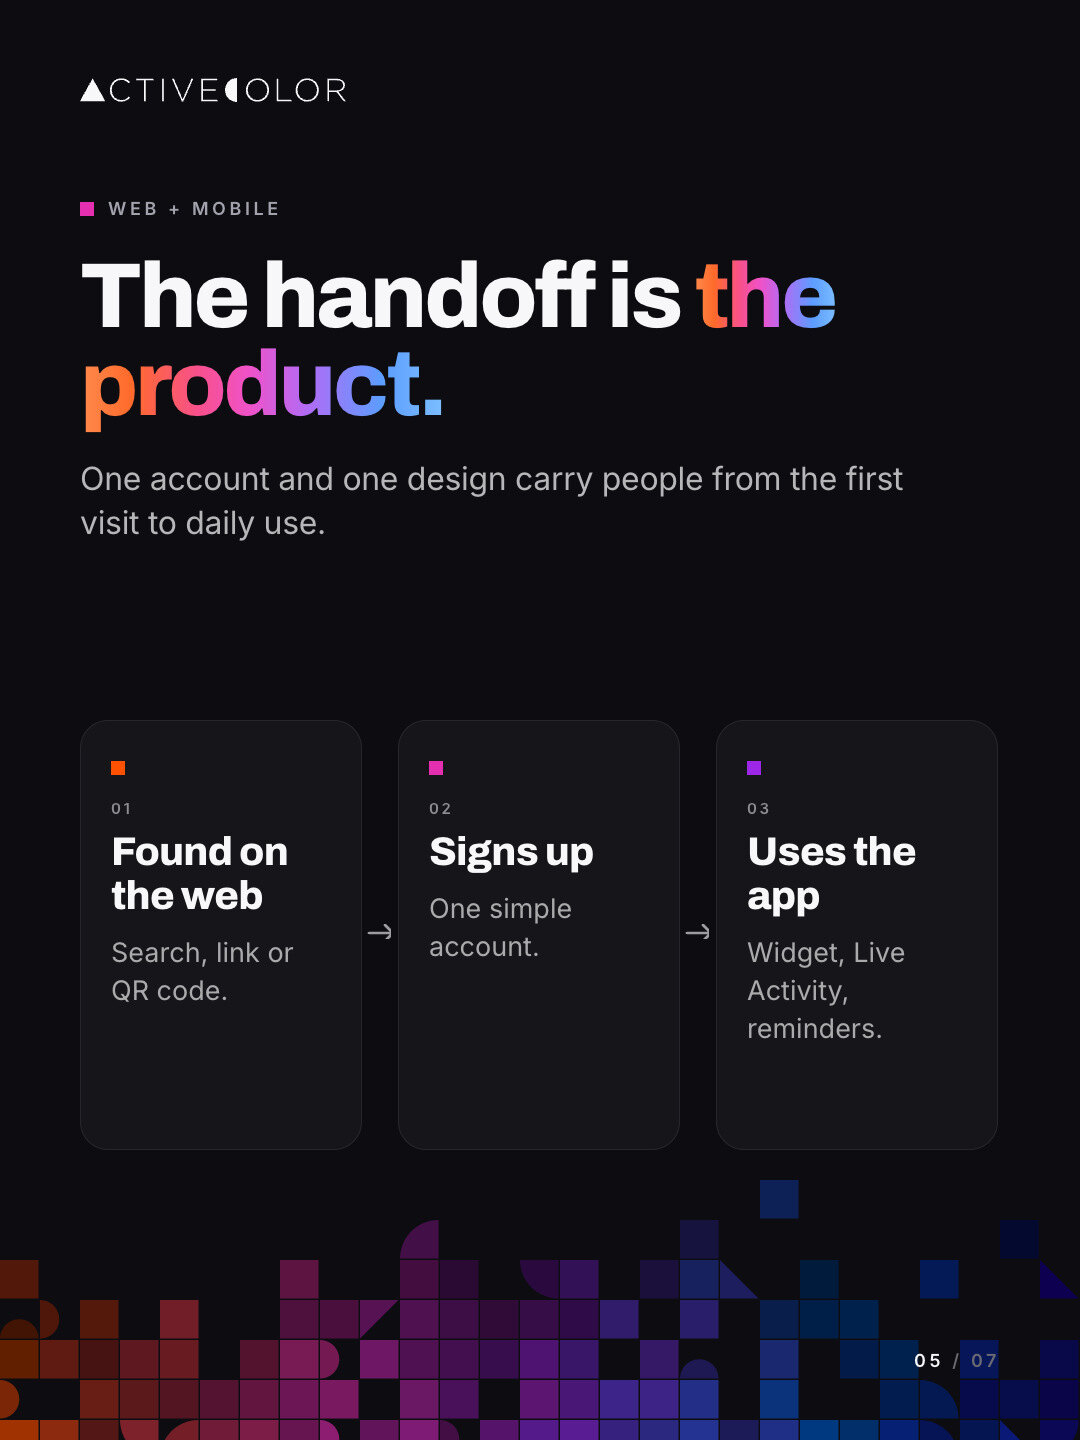 ACTIVECOLOR
WEB + MOBILE
The handoff is the
product.
One account and one design carry people from the first
visit to daily use.
01
Found on
the web
Search, link or
QR code.
→
02
Signs up
One simple
account.
→
03
Uses the
app
Widget, Live
Activity,
reminders.
05 / 07